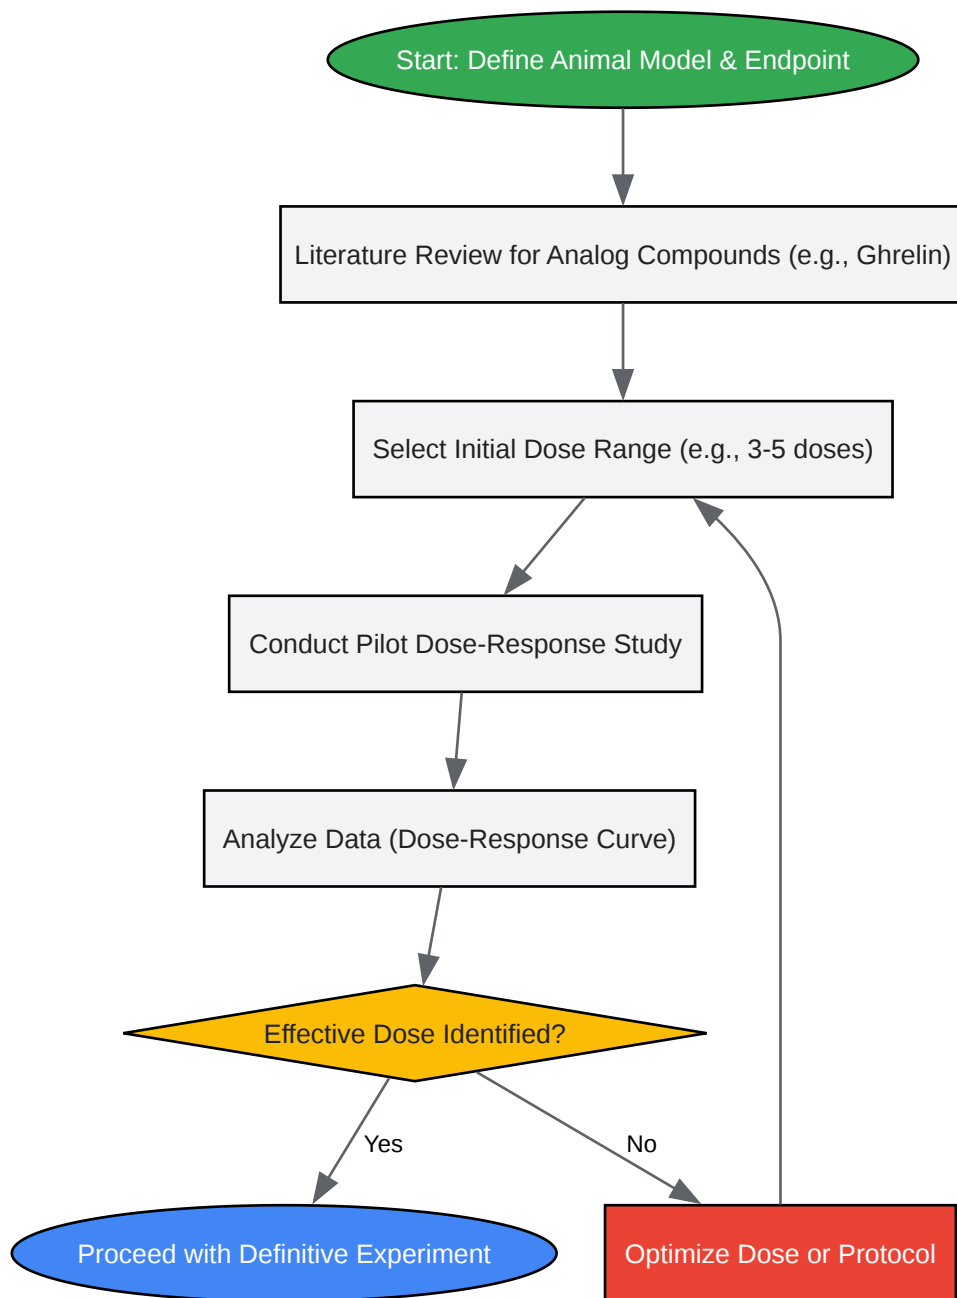 Start: Define Animal Model & Endpoint
Literature Review for Analog Compounds (e.g., Ghrelin)
Select Initial Dose Range (e.g., 3-5 doses)
Conduct Pilot Dose-Response Study
Analyze Data (Dose-Response Curve)
Effective Dose Identified?
Yes
No
Proceed with Definitive Experiment
Optimize Dose or Protocol